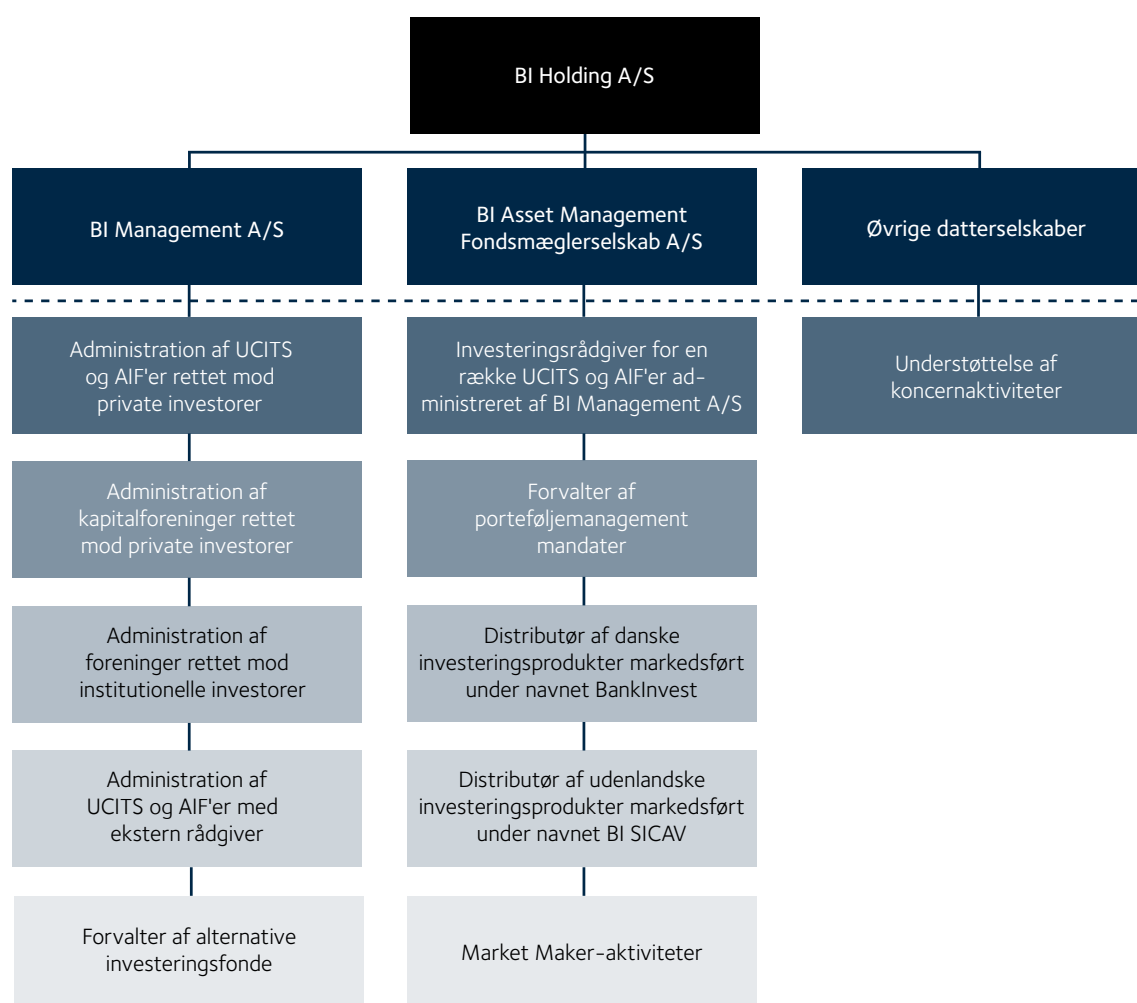 BI Holding A/S
BI Management A/S
BI Asset Management
Fondsmæglerselskab A/S
Øvrige datterselskaber
Administration af UCITS
og AIF'er rettet mod
private investorer
Investeringsrådgiver for en
række UCITS og AIF'er ad-
ministreret af BI Management A/S
Understøttelse af
koncernaktiviteter
Administration af
kapitalforeninger rettet
mod private investorer
Forvalter af
porteføljemanagement
mandater
Administration af
foreninger rettet mod
institutionelle investorer
Distributør af danske
investeringsprodukter markedsført
under navnet BankInvest
Administration af
UCITS og AIF'er med
ekstern rådgiver
Distributør af udenlandske
investeringsprodukter markedsført
under navnet BI SICAV
Forvalter af alternative
investeringsfonde
Market Maker-aktiviteter